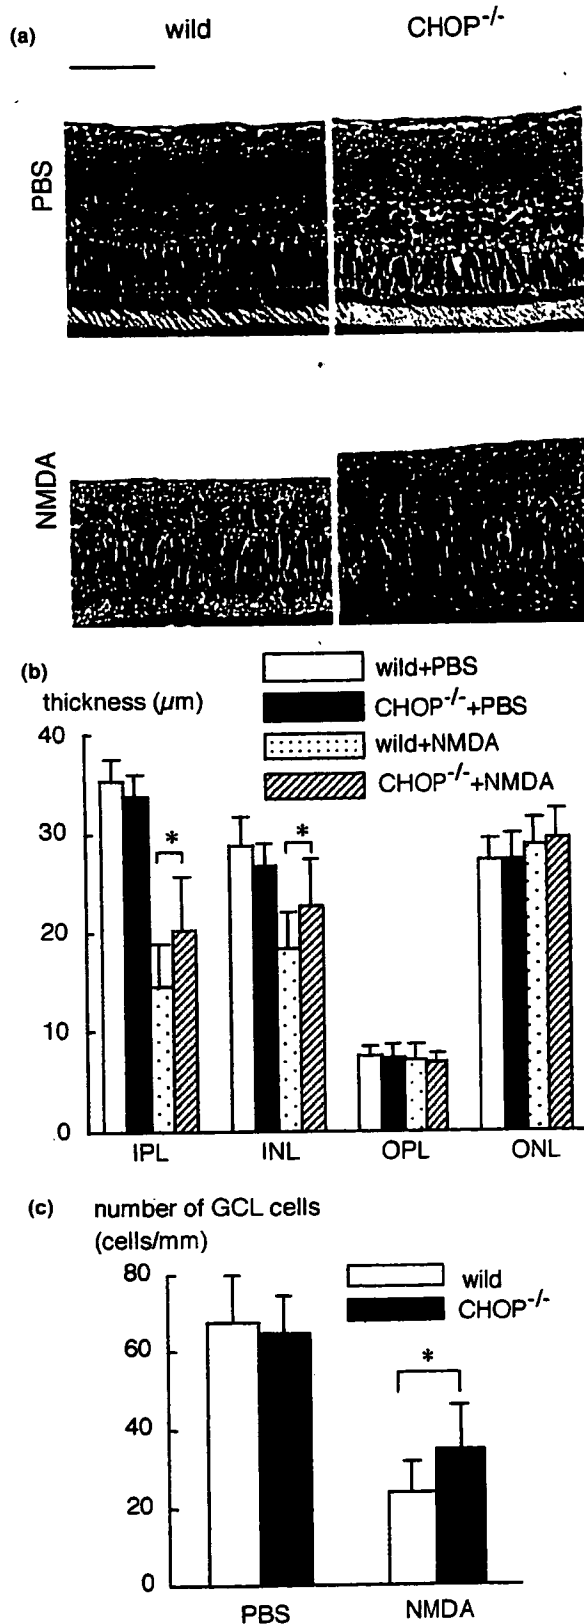 (a) wild CHOP-/-
PBS
NMDA
(b)
thickness (µm)
wild+PBS
CHOP-/-+PBS
wild+NMDA
CHOP-/-+NMDA
40
30
20
10
0
* *
IPL INL OPL ONL
(c) number of GCL cells
(cells/mm)
wild
CHOP-/-
80
60
40
20
0
*
PBS NMDA